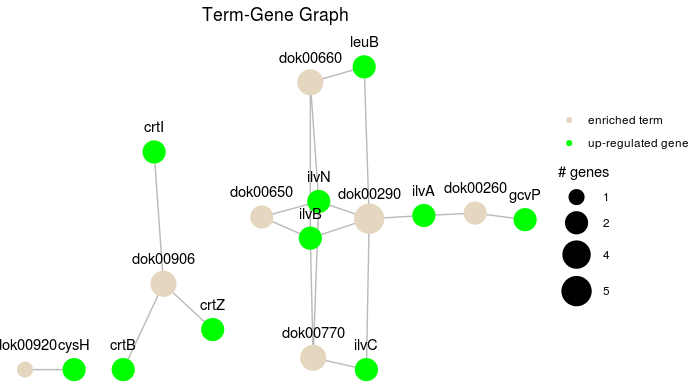 Term-Gene Graph
leuB
dok00660
enriched term
crtI
up-regulated gene
# genes
ilvN
dok00650
dok00290
ilvA
dok00260
gcvP
1
ilvB
2
4
dok00906
5
crtZ
dok00770
dok00920
cysH
crtB
ilvC